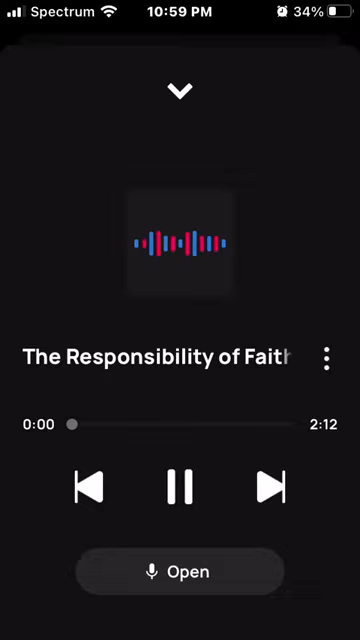 Spectrum 10:59 PM 34%
The Responsibility of Faith
0:00 2:12
Open